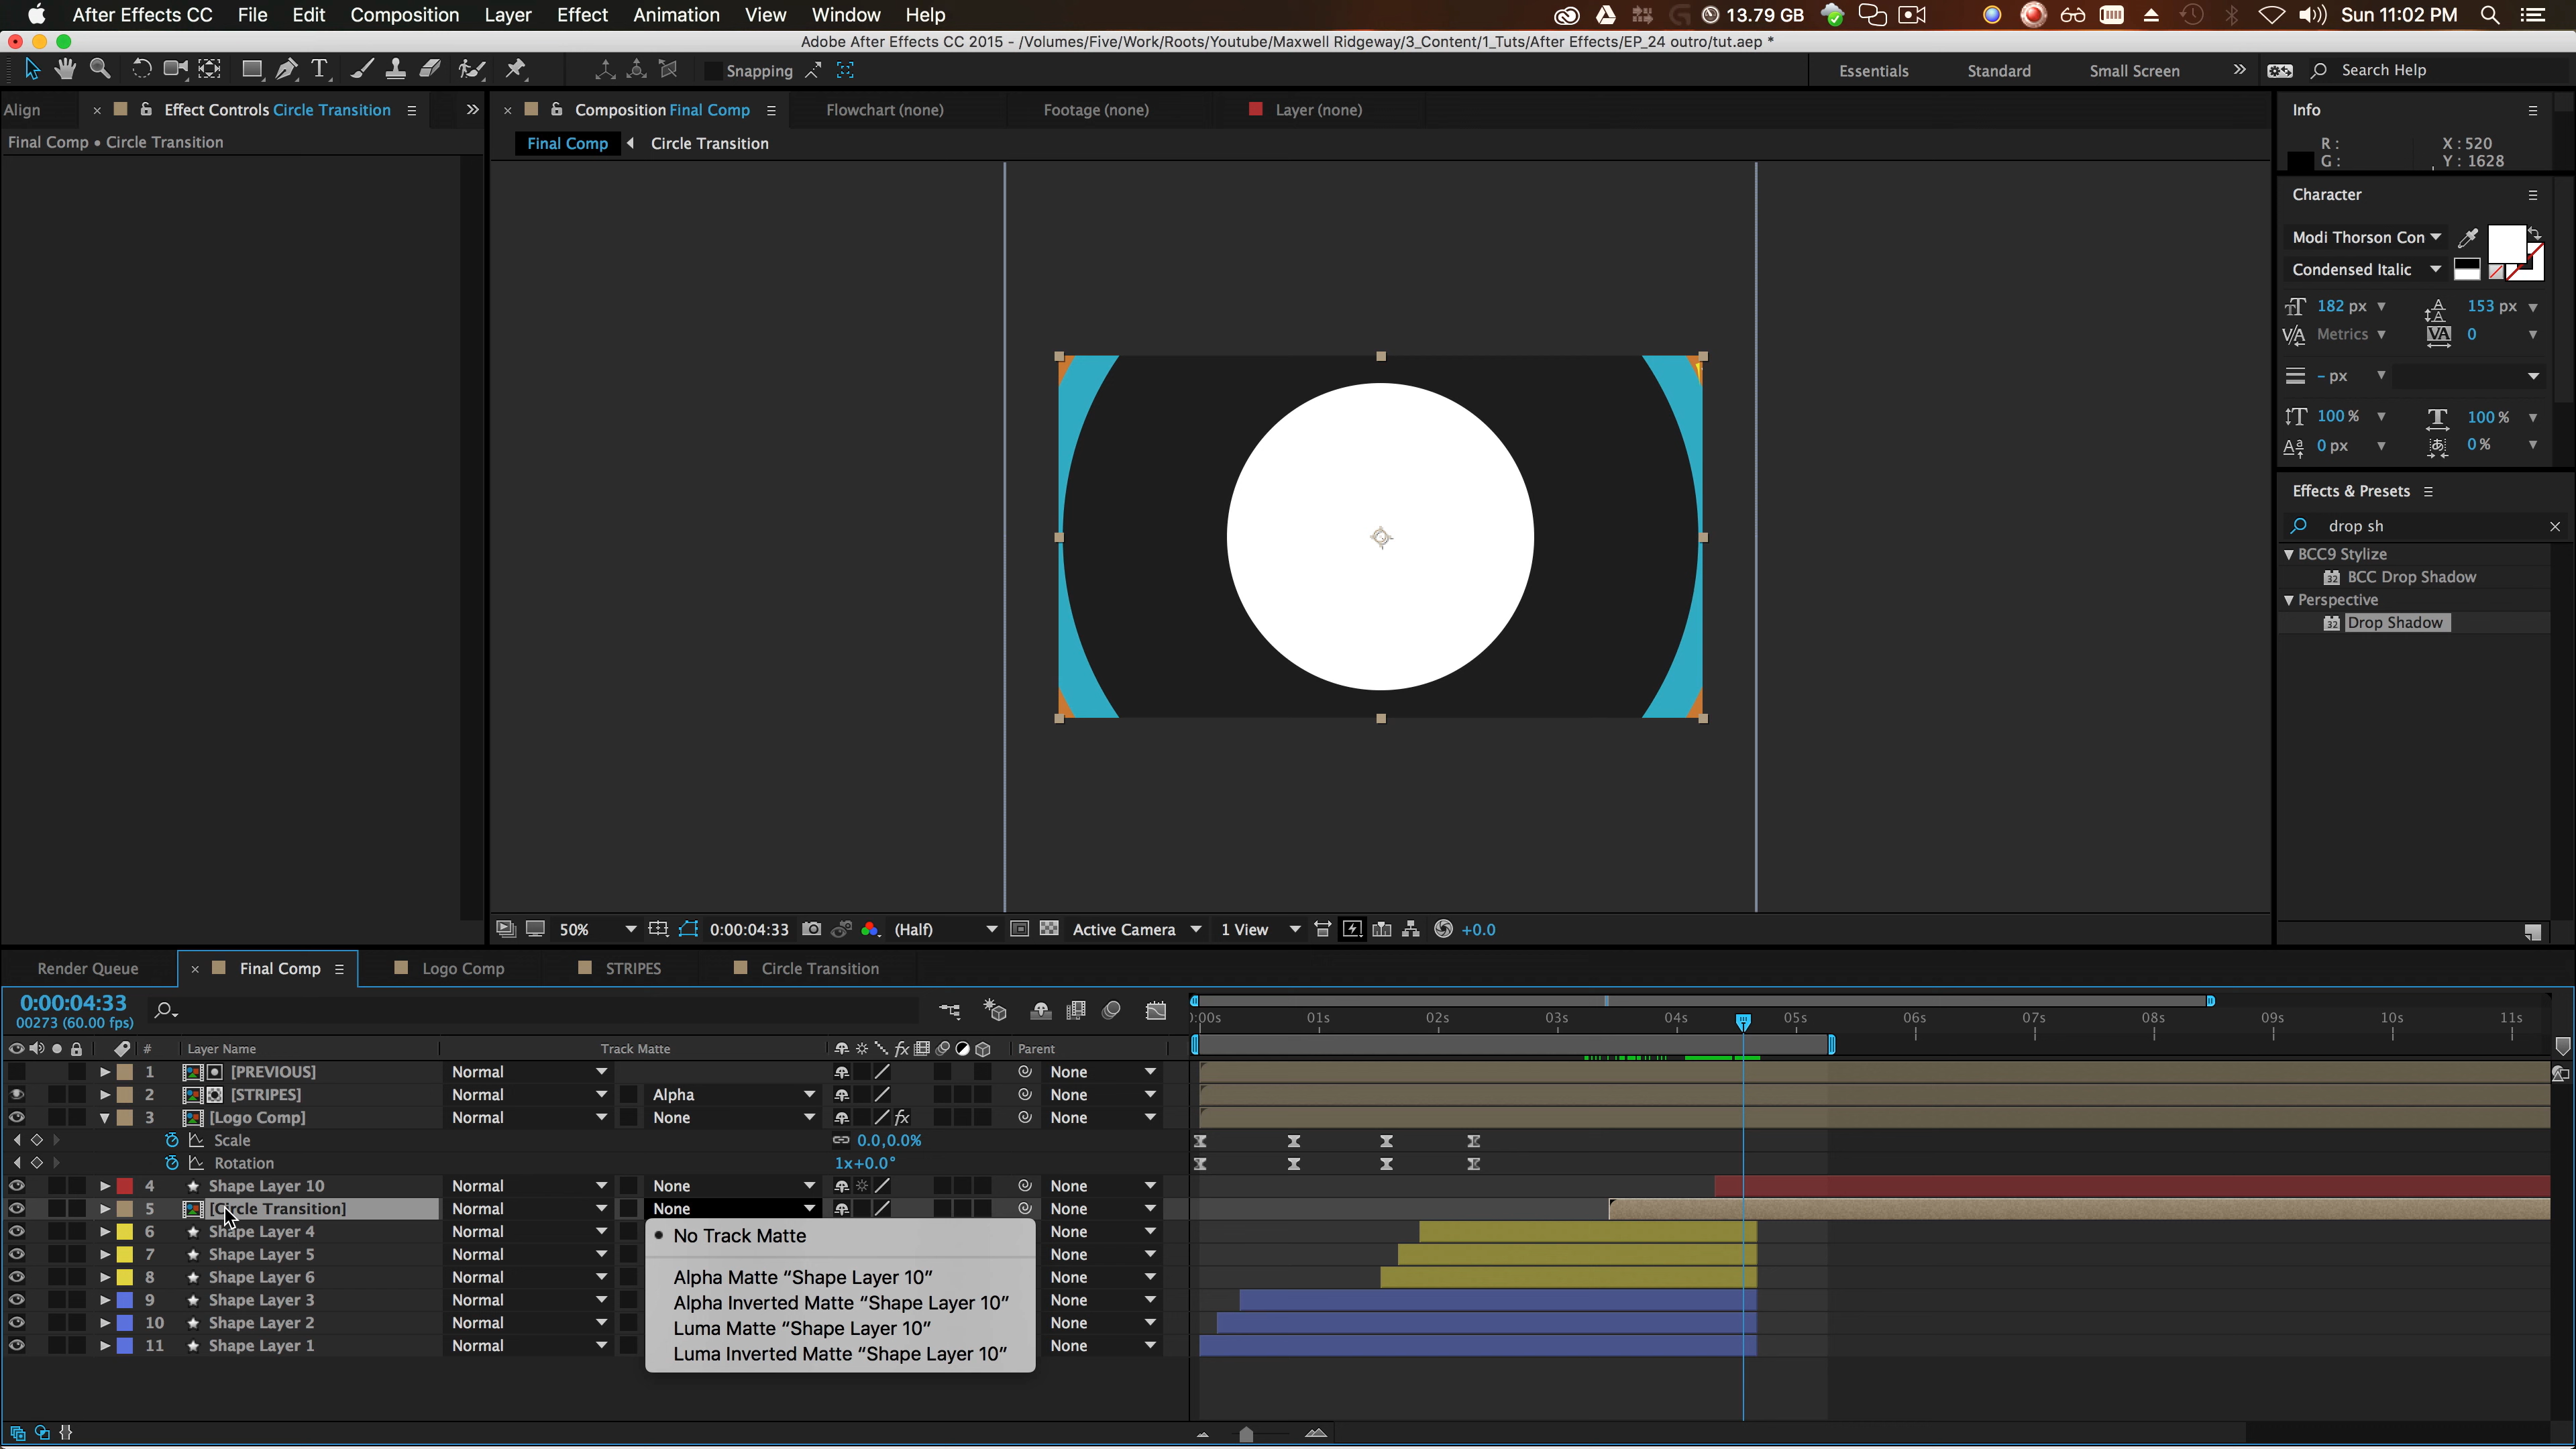 After Effects CC File Edit Composition Layer Effect Animation View Window Help 13.79 GB Sun 11:02 PM
Adobe After Effects CC 2015 - /Volumes/Five/Work/Roots/Youtube/Maxwell Ridgeway/3_Content/1_Tuts/After Effects/EP_24 outro/tut.aep *
Snapping Essentials Standard Small Screen Search Help
Align Effect Controls Circle Transition Composition Final Comp Flowchart (none) Footage (none) Layer (none) Info
Final Comp • Circle Transition Final Comp Circle Transition
R: X: 520
G: Y: 1628
Character
Modi Thorson Con
Condensed Italic
182 px 153 px
Metrics 0
- px
100% 100%
0 px 0%
Effects & Presets
drop sh
BCC9 Stylize
32 BCC Drop Shadow
Perspective
32 Drop Shadow
50% 0:00:04:33 (Half) Active Camera 1 View +0.0
Render Queue Final Comp Logo Comp STRIPES Circle Transition
0:00:04:33
00273 (60.00 fps)
:00s 01s 02s 03s 04s 05s 06s 07s 08s 09s 10s 11s
# Layer Name Track Matte fx Parent
1 [PREVIOUS] Normal None
2 [STRIPES] Normal Alpha None
3 [Logo Comp] Normal None fx None
Scale 0.0,0.0%
Rotation 1x+0.0°
4 Shape Layer 10 Normal None None
5 [Circle Transition] Normal None None
6 Shape Layer 4 Normal None
7 Shape Layer 5 Normal None
8 Shape Layer 6 Normal None
9 Shape Layer 3 Normal None
10 Shape Layer 2 Normal None
11 Shape Layer 1 Normal None
No Track Matte
Alpha Matte “Shape Layer 10”
Alpha Inverted Matte “Shape Layer 10”
Luma Matte “Shape Layer 10”
Luma Inverted Matte “Shape Layer 10”